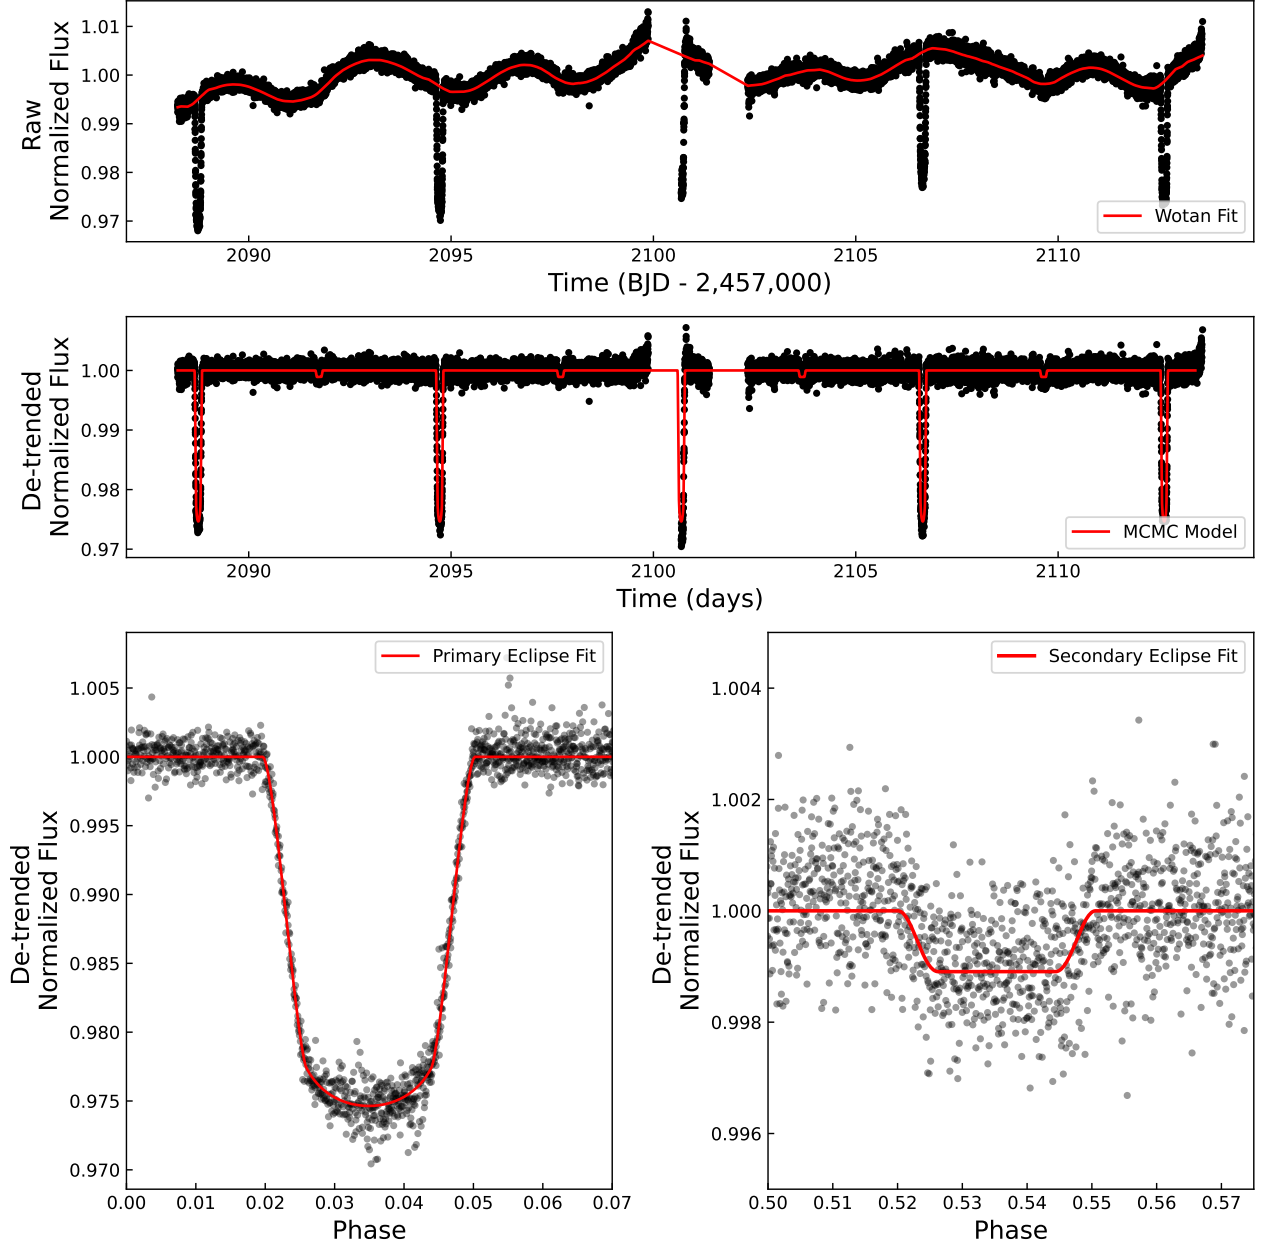 Raw
Normalized Flux
1.01
1.00
0.99
0.98
0.97
Wotan Fit
2090 2095 2100 2105 2110
Time (BJD - 2,457,000)
De-trended
Normalized Flux
1.00
0.99
0.98
0.97
MCMC Model
2090 2095 2100 2105 2110
Time (days)
De-trended
Normalized Flux
Primary Eclipse Fit
1.005
1.000
0.995
0.990
0.985
0.980
0.975
0.970
0.00 0.01 0.02 0.03 0.04 0.05 0.06 0.07
Phase
De-trended
Normalized Flux
Secondary Eclipse Fit
1.004
1.002
1.000
0.998
0.996
0.50 0.51 0.52 0.53 0.54 0.55 0.56 0.57
Phase